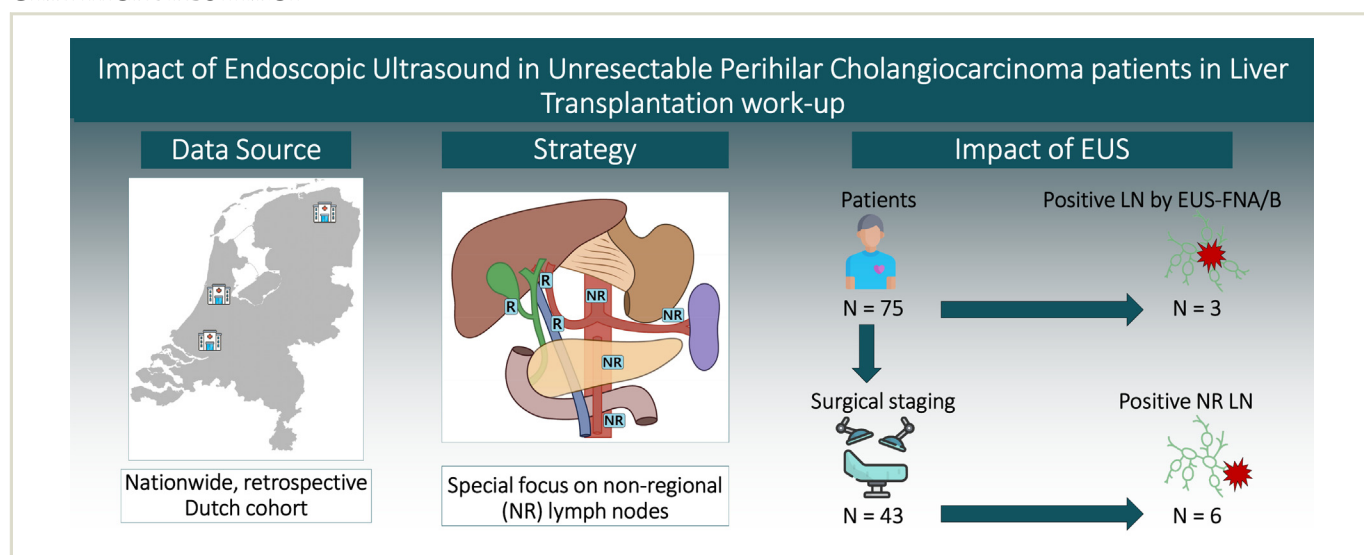 Impact of Endoscopic Ultrasound in Unresectable Perihilar Cholangiocarcinoma patients in Liver
Transplantation work-up
Data Source
Nationwide, retrospective
Dutch cohort
Strategy
R
R
R
NR
NR
NR
NR
Special focus on non-regional
(NR) lymph nodes
Impact of EUS
Patients
N = 75
Positive LN by EUS-FNA/B
N = 3
Surgical staging
N = 43
Positive NR LN
N = 6